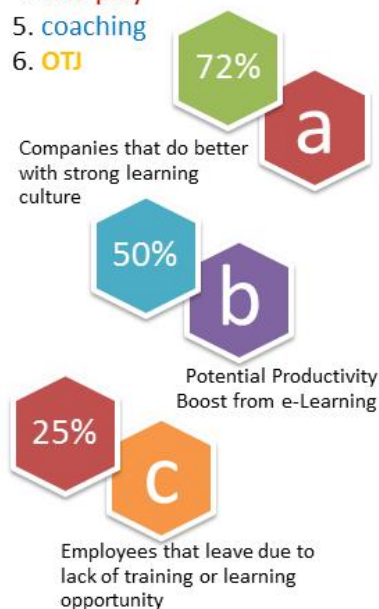 5. coaching
6. OTJ
72%
a
Companies that do better
with strong learning
culture
50%
b
Potential Productivity
Boost from e-Learning
25%
c
Employees that leave due to
lack of training or learning
opportunity